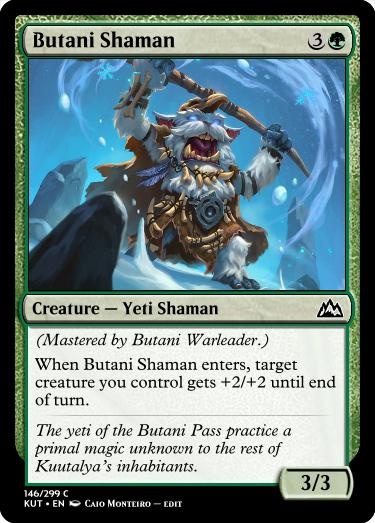 Butani Shaman 3
Creature — Yeti Shaman
(Mastered by Butani Warleader.)
When Butani Shaman enters, target
creature you control gets +2/+2 until end
of turn.
The yeti of the Butani Pass practice a
primal magic unknown to the rest of
Kuutalya's inhabitants.
3/3
146/299 C
KUT • EN Caio Monteiro — edit